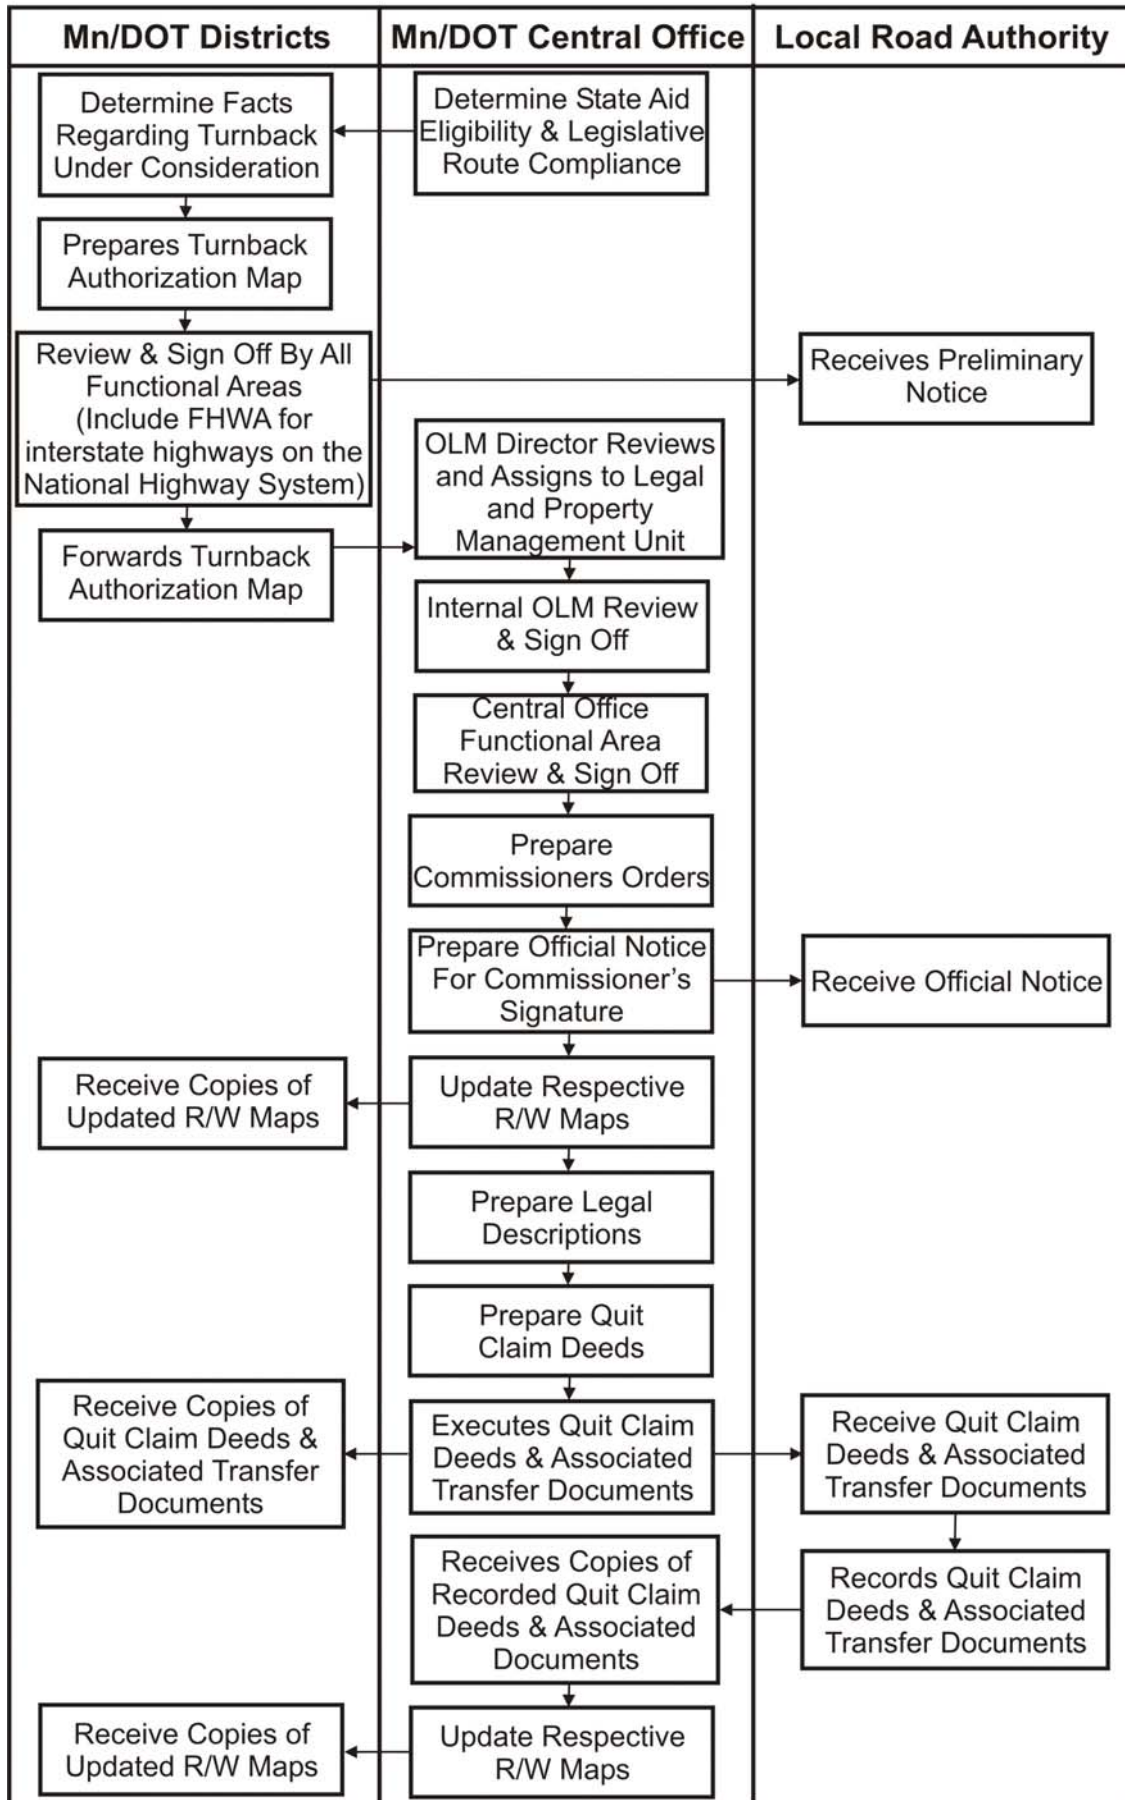 Mn/DOT Districts
Mn/DOT Central Office
Local Road Authority
Determine Facts
Regarding Turnback
Under Consideration
Determine State Aid
Eligibility & Legislative
Route Compliance
Prepares Turnback
Authorization Map
Review & Sign Off By All
Functional Areas
(Include FHWA for
interstate highways on the
National Highway System)
Receives Preliminary
Notice
Forwards Turnback
Authorization Map
OLM Director Reviews
and Assigns to Legal
and Property
Management Unit
Internal OLM Review
& Sign Off
Central Office
Functional Area
Review & Sign Off
Prepare
Commissioners Orders
Prepare Official Notice
For Commissioner’s
Signature
Receive Official Notice
Receive Copies of
Updated R/W Maps
Update Respective
R/W Maps
Prepare Legal
Descriptions
Prepare Quit
Claim Deeds
Receive Copies of
Quit Claim Deeds &
Associated Transfer
Documents
Executes Quit Claim
Deeds & Associated
Transfer Documents
Receive Quit Claim
Deeds & Associated
Transfer Documents
Receives Copies of
Recorded Quit Claim
Deeds & Associated
Documents
Records Quit Claim
Deeds & Associated
Transfer Documents
Receive Copies of
Updated R/W Maps
Update Respective
R/W Maps